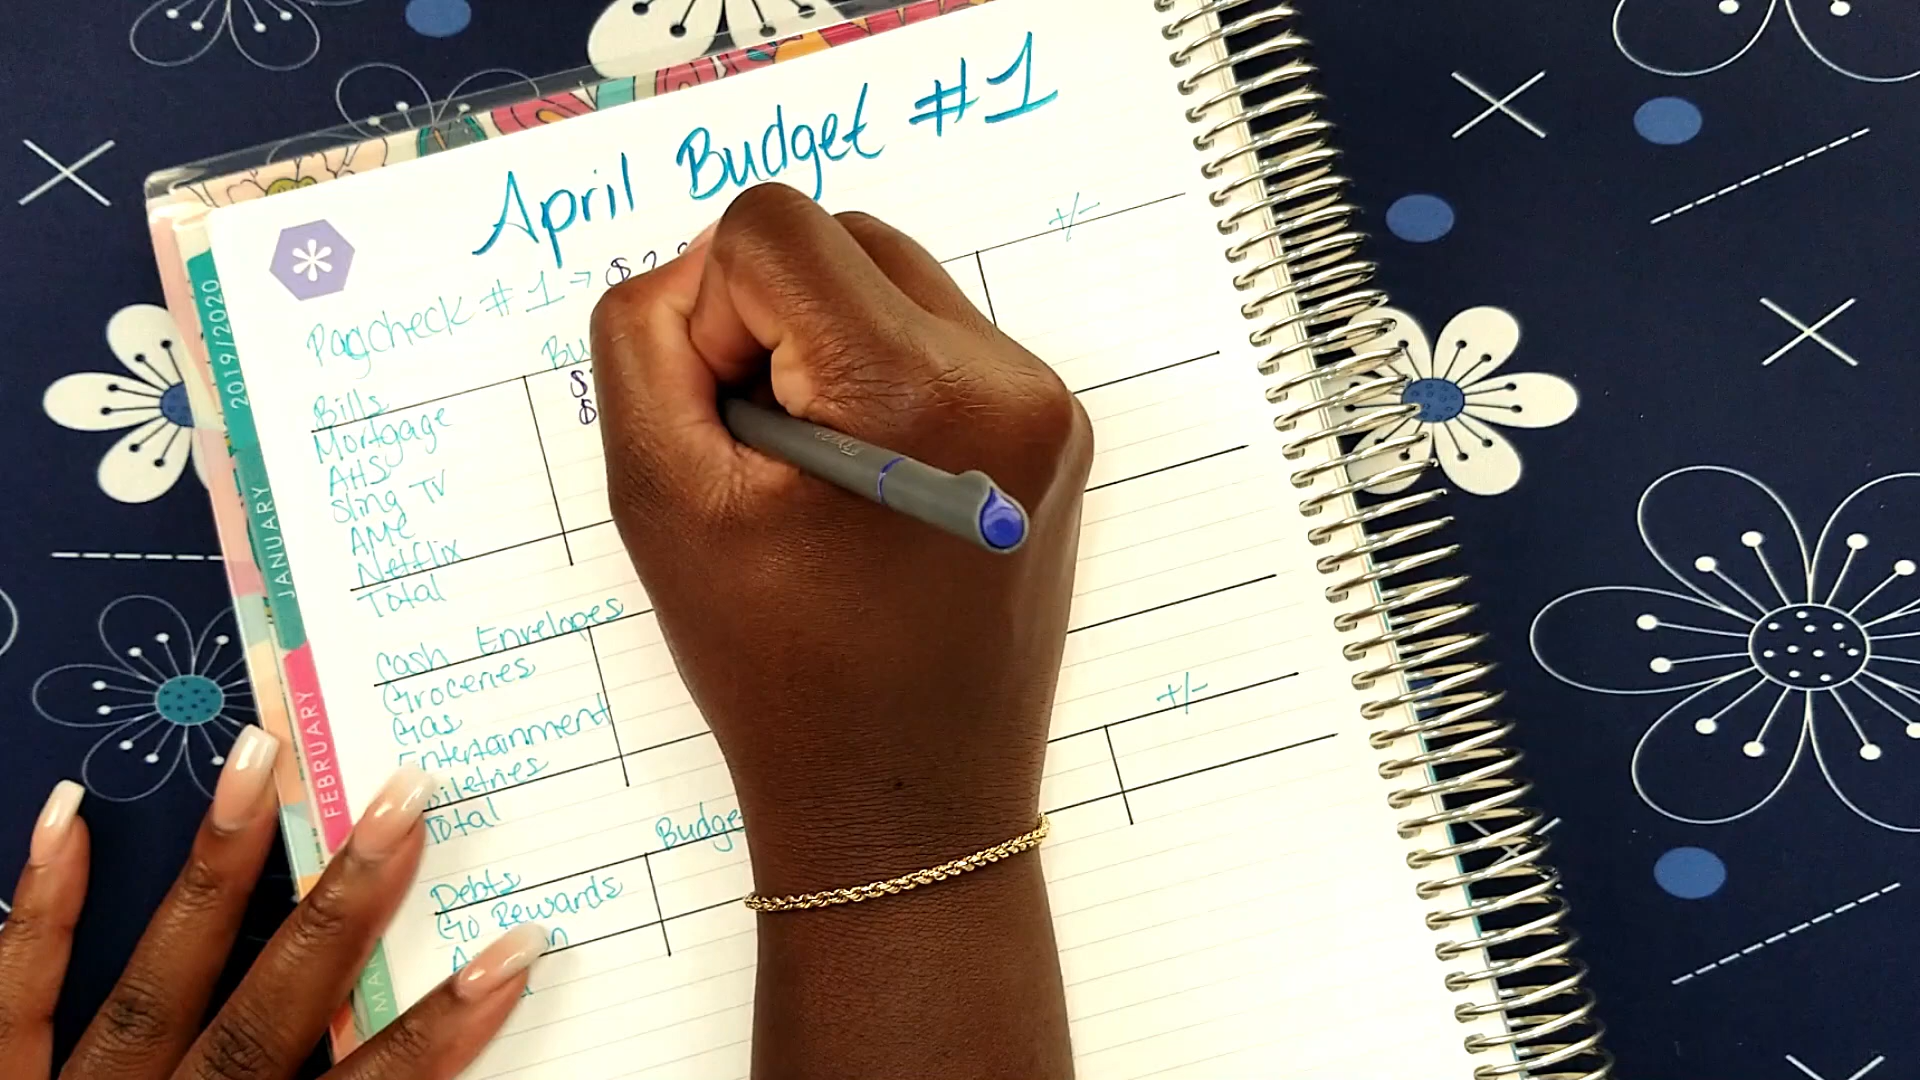 April Budget #1
Paycheck #1 → $
+/-
Bills
Mortgage
AHS
Sling TV
AMC
Netflix
Total
Cash Envelopes
Groceries
Gas
Entertainment
Total
+/-
Debts
Go Rewards
2019/2020
JANUARY
FEBRUARY